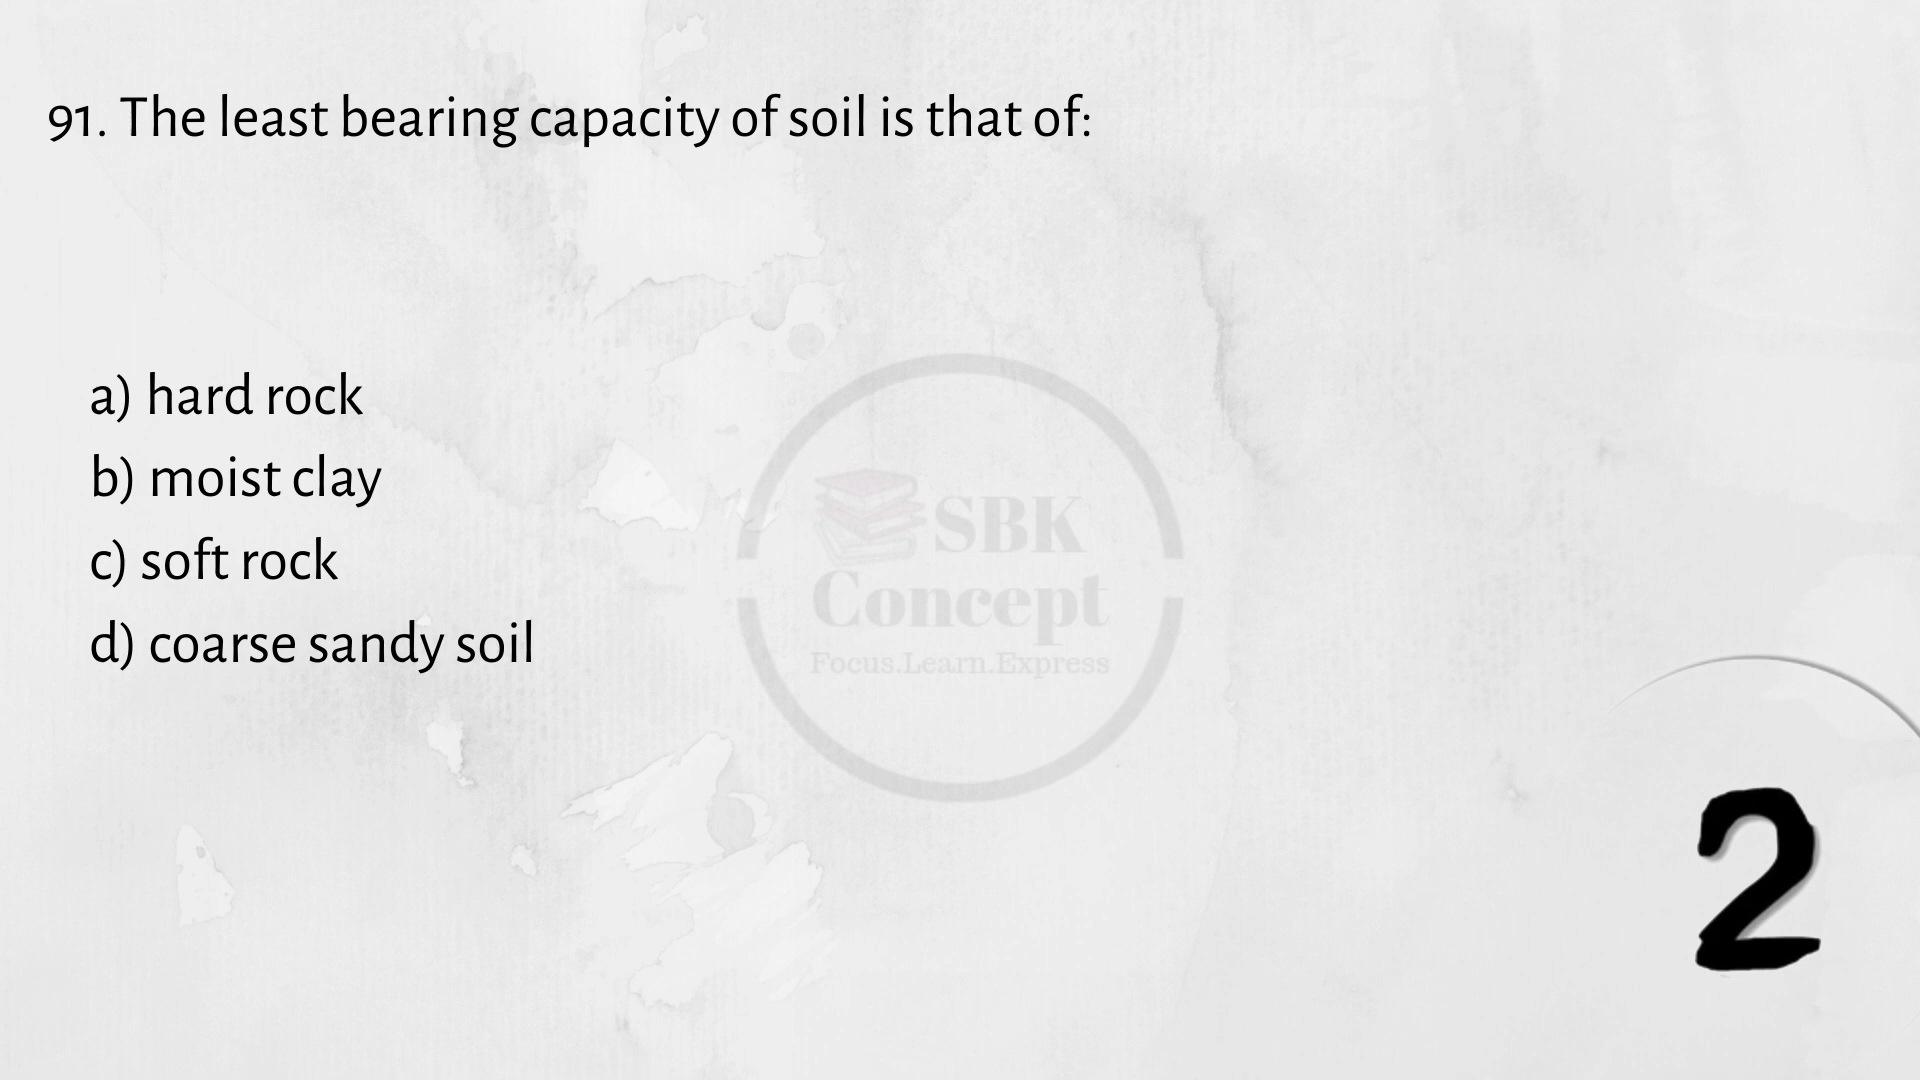 91. The least bearing capacity of soil is that of:
a) hard rock
b) moist clay
c) soft rock
d) coarse sandy soil
SBK
Concept
Focus.Learn.Express
2